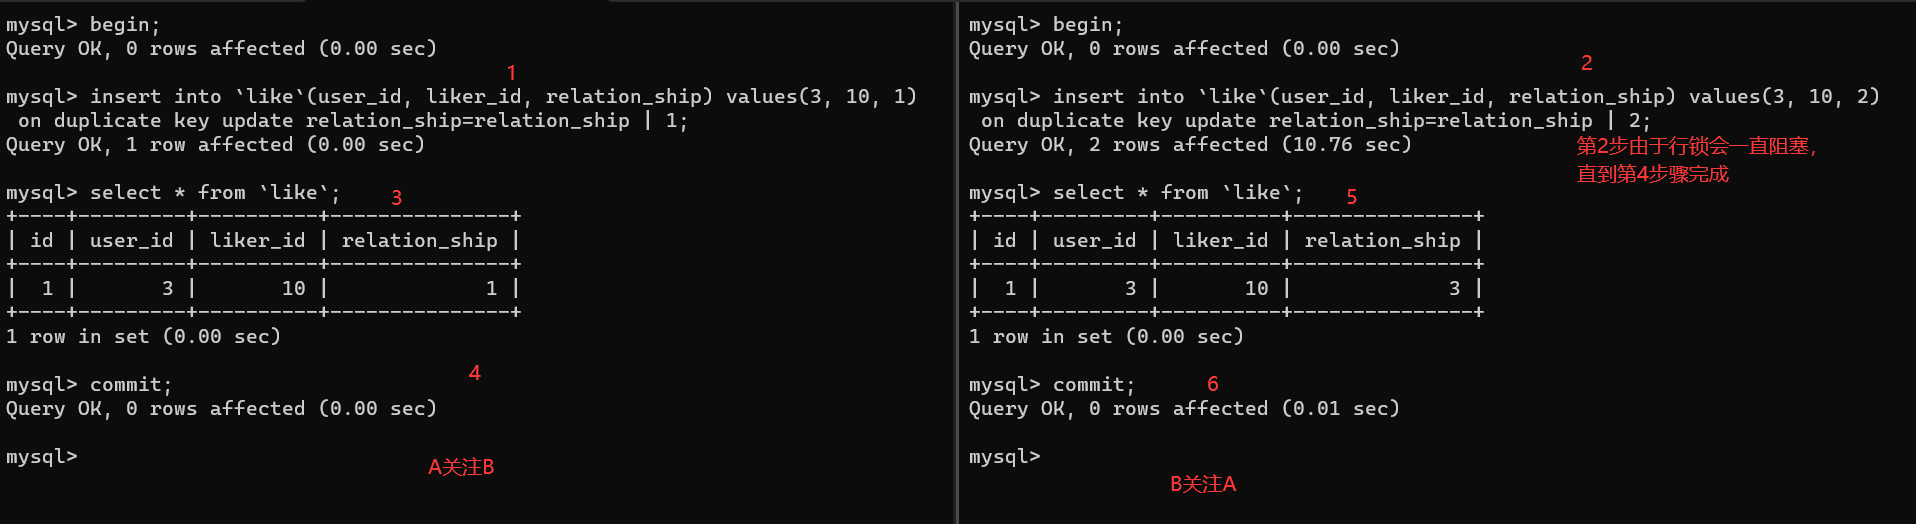 mysql> begin;
Query OK, 0 rows affected (0.00 sec)
1
mysql> insert into `like`(user_id, liker_id, relation_ship) values(3, 10, 1)
 on duplicate key update relation_ship=relation_ship | 1;
Query OK, 1 row affected (0.00 sec)
mysql> select * from `like`;
3
+----+---------+----------+---------------+
| id | user_id | liker_id | relation_ship |
+----+---------+----------+---------------+
|  1 |       3 |       10 |             1 |
+----+---------+----------+---------------+
1 row in set (0.00 sec)
4
mysql> commit;
Query OK, 0 rows affected (0.00 sec)
mysql>
A关注B
mysql> begin;
Query OK, 0 rows affected (0.00 sec)
2
mysql> insert into `like`(user_id, liker_id, relation_ship) values(3, 10, 2)
 on duplicate key update relation_ship=relation_ship | 2;
Query OK, 2 rows affected (10.76 sec)
第2步由于行锁会一直阻塞，
直到第4步骤完成
mysql> select * from `like`;
5
+----+---------+----------+---------------+
| id | user_id | liker_id | relation_ship |
+----+---------+----------+---------------+
|  1 |       3 |       10 |             3 |
+----+---------+----------+---------------+
1 row in set (0.00 sec)
mysql> commit;
6
Query OK, 0 rows affected (0.01 sec)
mysql>
B关注A